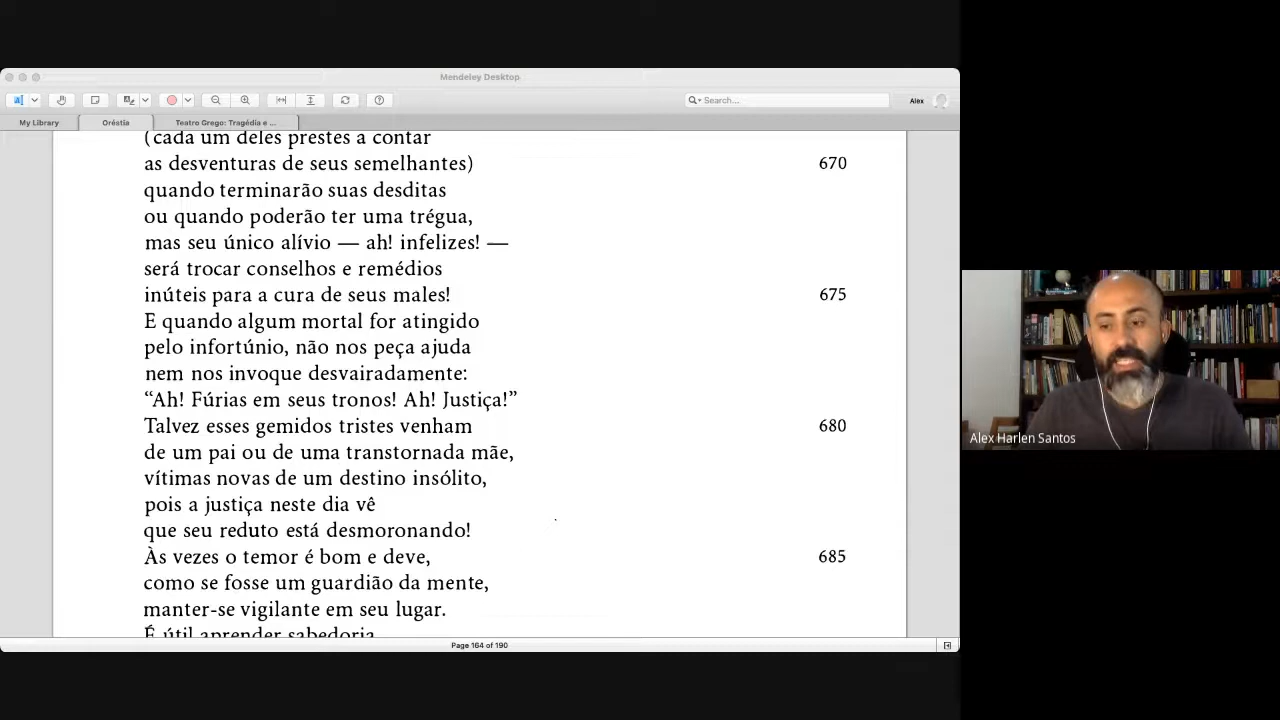 Mendeley Desktop
Search...
Alex
My Library
Oréstia
Teatro Grego: Tragédia e ...
(cada um deles prestes a contar
as desventuras de seus semelhantes) 670
quando terminarão suas desditas
ou quando poderão ter uma trégua,
mas seu único alívio — ah! infelizes! —
será trocar conselhos e remédios
inúteis para a cura de seus males! 675
E quando algum mortal for atingido
pelo infortúnio, não nos peça ajuda
nem nos invoque desvairadamente:
“Ah! Fúrias em seus tronos! Ah! Justiça!”
Talvez esses gemidos tristes venham 680
de um pai ou de uma transtornada mãe,
vítimas novas de um destino insólito,
pois a justiça neste dia vê
que seu reduto está desmoronando!
Às vezes o temor é bom e deve, 685
como se fosse um guardião da mente,
manter-se vigilante em seu lugar.
É útil aprender sabedoria
Page 164 of 190
Alex Harlen Santos